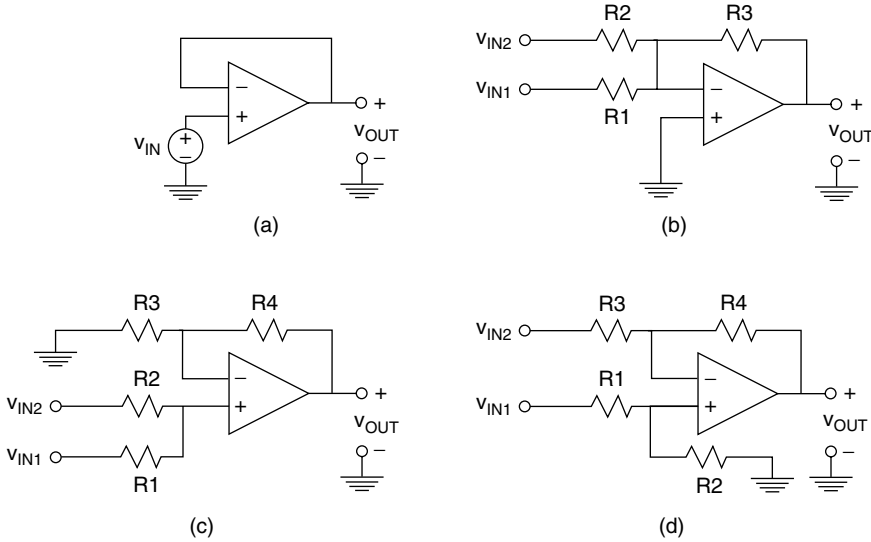 −
+
+
vIN
+
−
vOUT
−
(a)
R2
R3
vIN2
vIN1
R1
−
+
+
vOUT
−
(b)
R3
R4
R2
vIN2
vIN1
R1
−
+
+
vOUT
−
(c)
R3
R4
vIN2
R1
vIN1
−
+
+
vOUT
−
R2
(d)